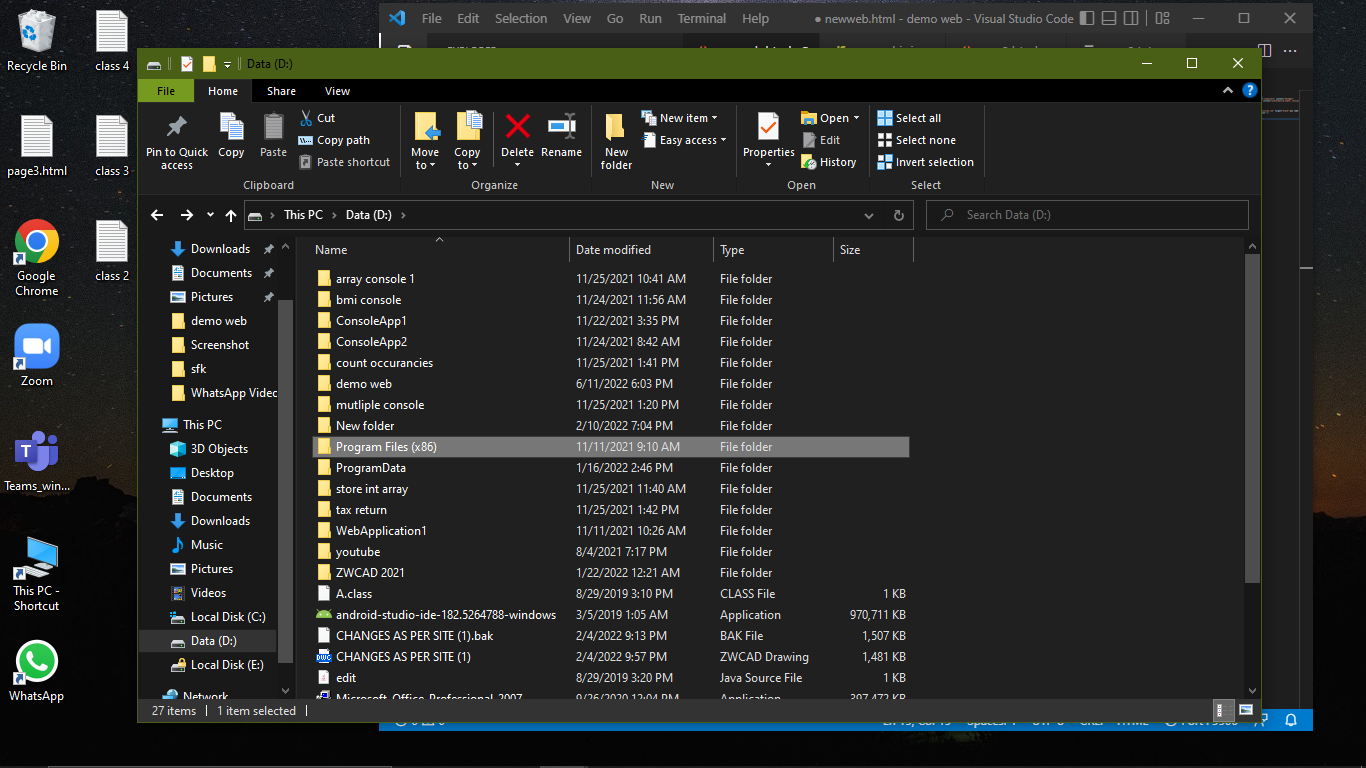 Recycle Bin
class 4
page3.html
class 3
Google Chrome
class 2
Zoom
Teams_win...
This PC - Shortcut
WhatsApp
File Edit Selection View Go Run Terminal Help ● newweb.html - demo web - Visual Studio Code
Data (D:)
File Home Share View
Pin to Quick access
Copy
Paste
Cut
Copy path
Paste shortcut
Clipboard
Move to
Copy to
Delete
Rename
Organize
New folder
New item
Easy access
New
Properties
Open
Edit
History
Open
Select all
Select none
Invert selection
Select
This PC Data (D:)
Search Data (D:)
Downloads
Documents
Pictures
demo web
Screenshot
sfk
WhatsApp Video
This PC
3D Objects
Desktop
Documents
Downloads
Music
Pictures
Videos
Local Disk (C:)
Data (D:)
Local Disk (E:)
Network
Name Date modified Type Size
array console 1 11/25/2021 10:41 AM File folder
bmi console 11/24/2021 11:56 AM File folder
ConsoleApp1 11/22/2021 3:35 PM File folder
ConsoleApp2 11/24/2021 8:42 AM File folder
count occurancies 11/25/2021 1:41 PM File folder
demo web 6/11/2022 6:03 PM File folder
mutliple console 11/25/2021 1:20 PM File folder
New folder 2/10/2022 7:04 PM File folder
Program Files (x86) 11/11/2021 9:10 AM File folder
ProgramData 1/16/2022 2:46 PM File folder
store int array 11/25/2021 11:40 AM File folder
tax return 11/25/2021 1:42 PM File folder
WebApplication1 11/11/2021 10:26 AM File folder
youtube 8/4/2021 7:17 PM File folder
ZWCAD 2021 1/22/2022 12:21 AM File folder
A.class 8/29/2019 3:10 PM CLASS File 1 KB
android-studio-ide-182.5264788-windows 3/5/2019 1:05 AM Application 970,711 KB
CHANGES AS PER SITE (1).bak 2/4/2022 9:13 PM BAK File 1,507 KB
CHANGES AS PER SITE (1) 2/4/2022 9:57 PM ZWCAD Drawing 1,481 KB
edit 8/29/2019 3:20 PM Java Source File 1 KB
Microsoft Office Professional 2007 9/26/2020 12:04 PM Application 397,472 KB
27 items 1 item selected